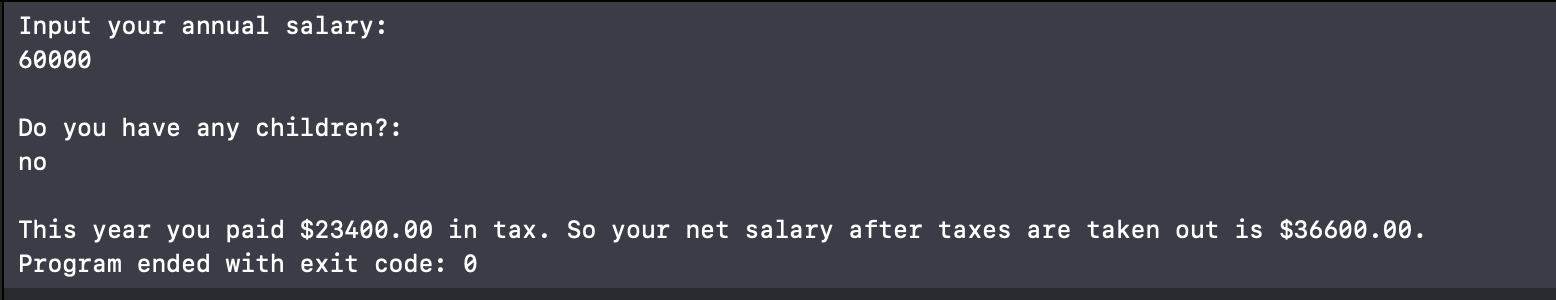 Input your annual salary:
60000
Do you have any children?:
no
This year you paid $23400.00 in tax. So your net salary after taxes are taken out is $36600.00.
Program ended with exit code: 0